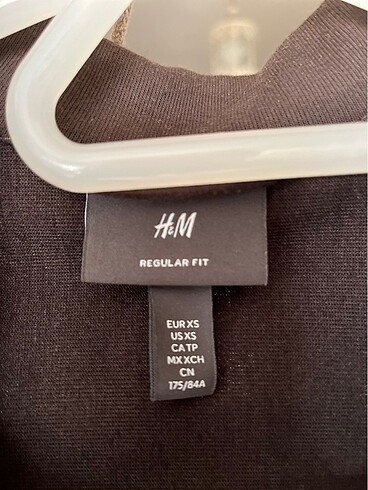 H&M
REGULAR FIT
EUR XS
US XS
CA TP
MX XCH
CN
175/84A